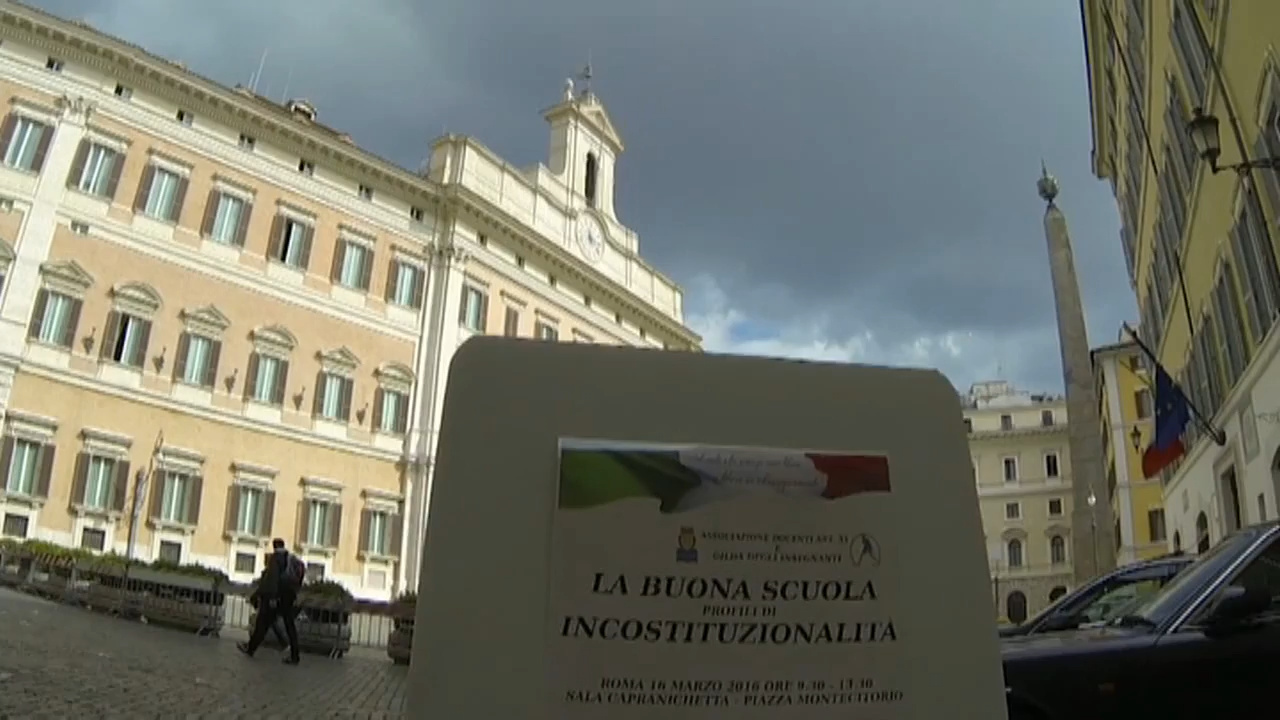 ASSOCIAZIONE DOCENTI ART. 33
E
GILDA DEGLI INSEGNANTI
LA BUONA SCUOLA
PROFILI DI
INCOSTITUZIONALITÀ
ROMA 16 MARZO 2016 ORE 9.30 - 13.30
SALA CAPRANICHETTA - PIAZZA MONTECITORIO